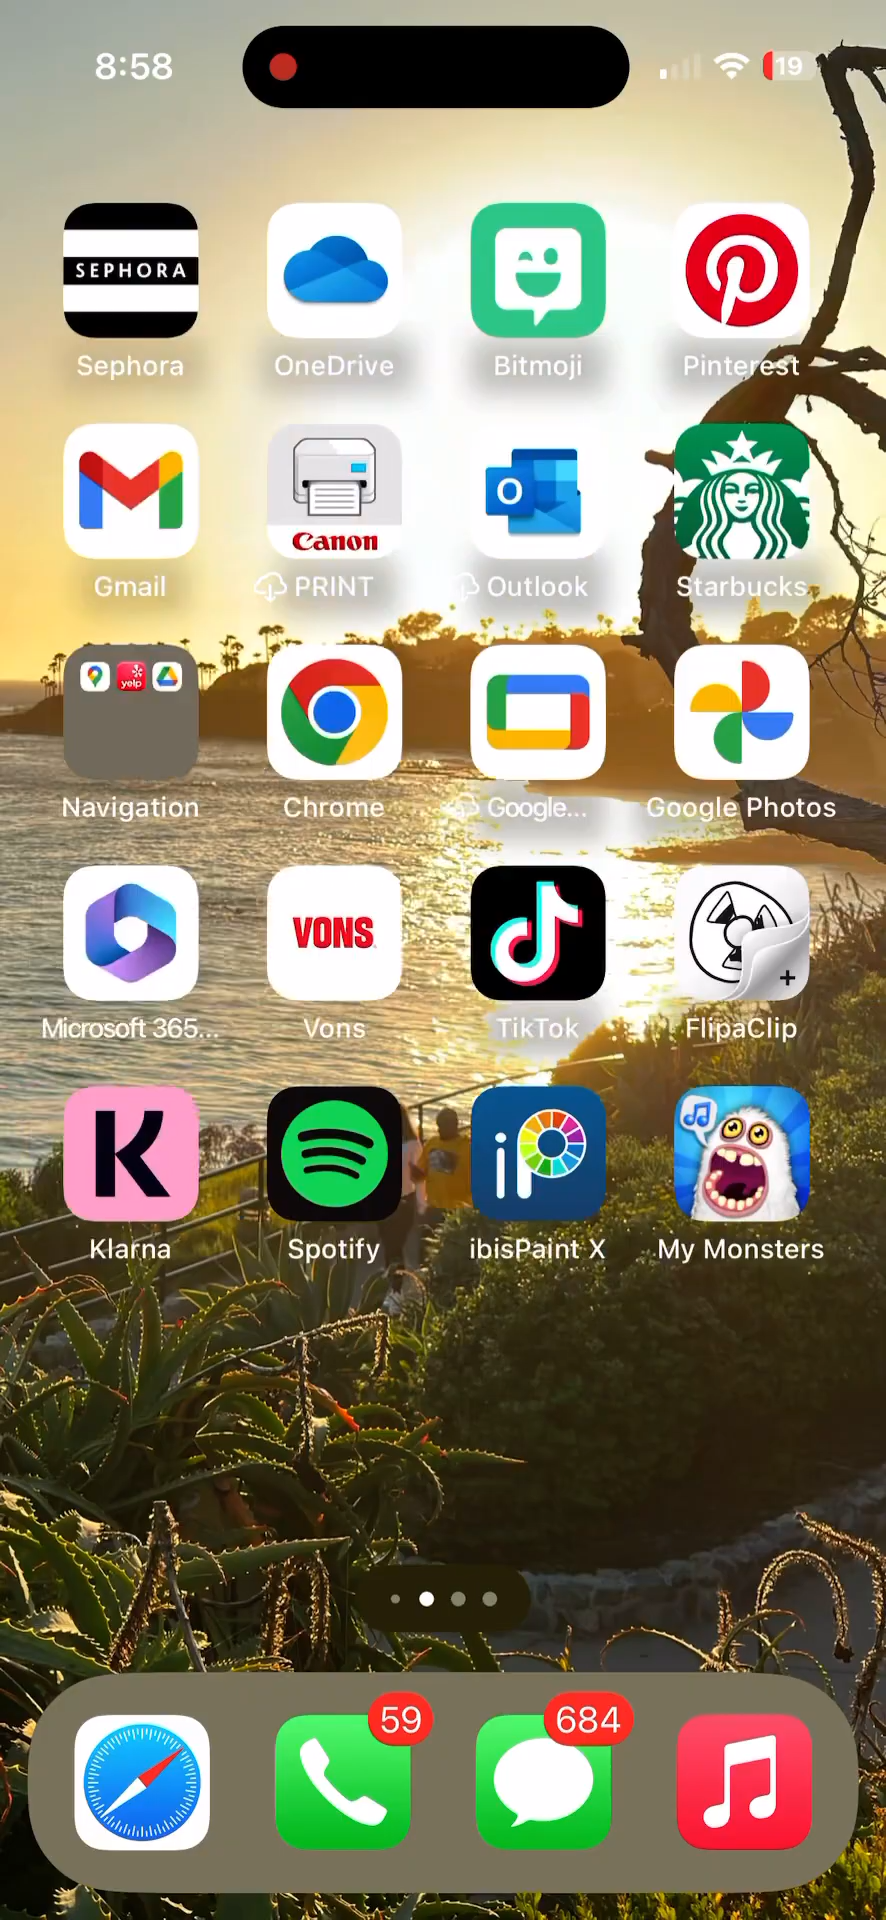 8:58
19
SEPHORA
Sephora
OneDrive
Bitmoji
Pinterest
Gmail
Canon
PRINT
O
Outlook
Starbucks
yelp
Navigation
Chrome
Google...
Google Photos
Microsoft 365...
VONS
Vons
TikTok
FlipaClip
K
Klarna
Spotify
iP
ibisPaint X
My Monsters
59
684